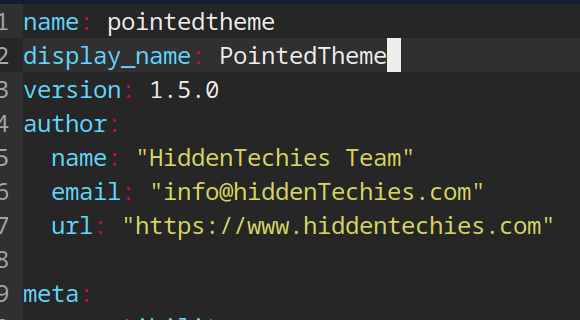 1 name: pointedtheme
2 display_name: PointedTheme
3 version: 1.5.0
4 author:
5   name: "HiddenTechies Team"
6   email: "info@hiddenTechies.com"
7   url: "https://www.hiddentechies.com"
8
9 meta: